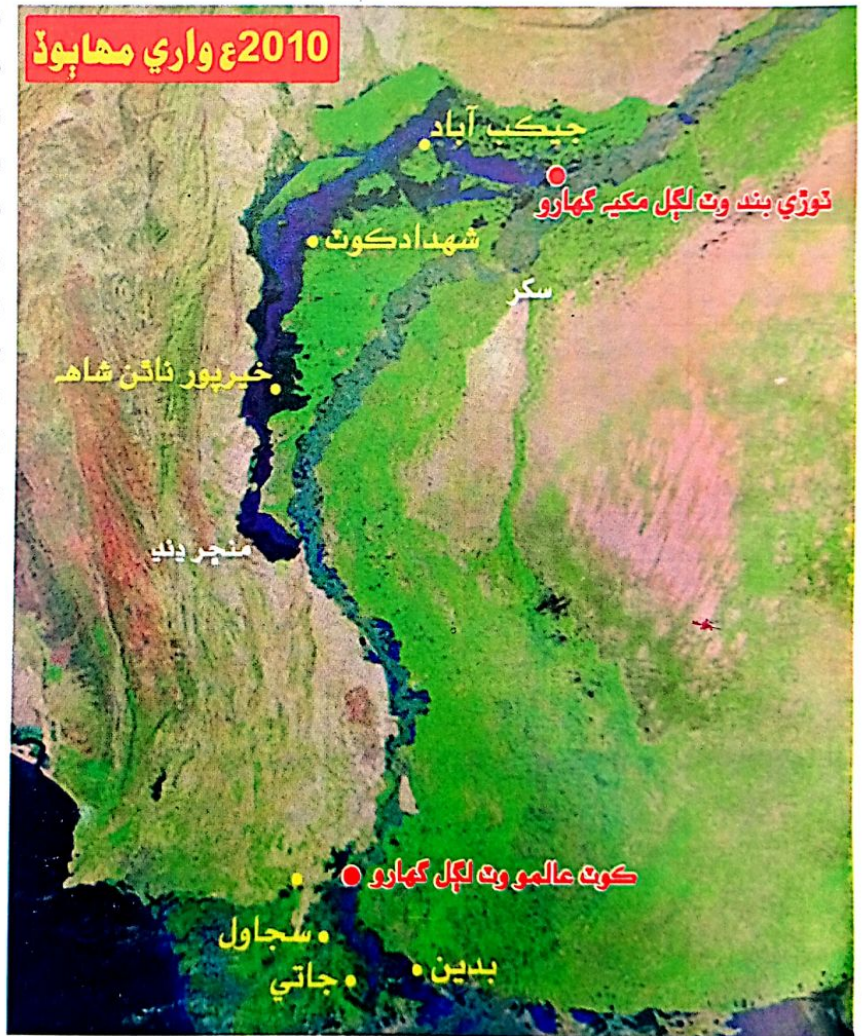 2010ع واري مهاٻوڏ
جيڪب آباد
ٽوڙي بند وٽ لڳل مکيه گهارو
شهدادڪوٽ
سکر
خيرپور ناٿن شاهه
منڇر ڍنڍ
ڪوٽ عالمو وٽ لڳل گهارو
سجاول
بدين
جاتي